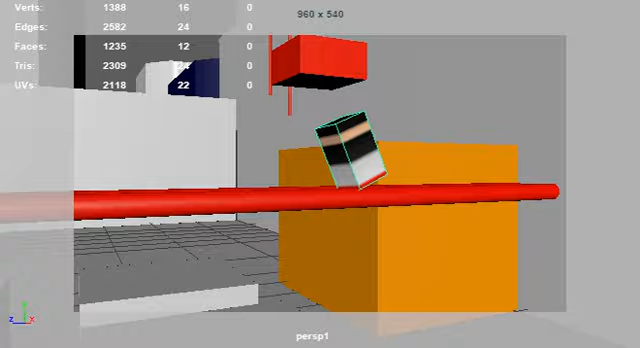 Verts: 1388 16 0
960 x 540
Edges: 2582 24 0
Faces: 1235 12 0
Tris: 2309 24 0
UVs: 2118 22 0
z x
persp1